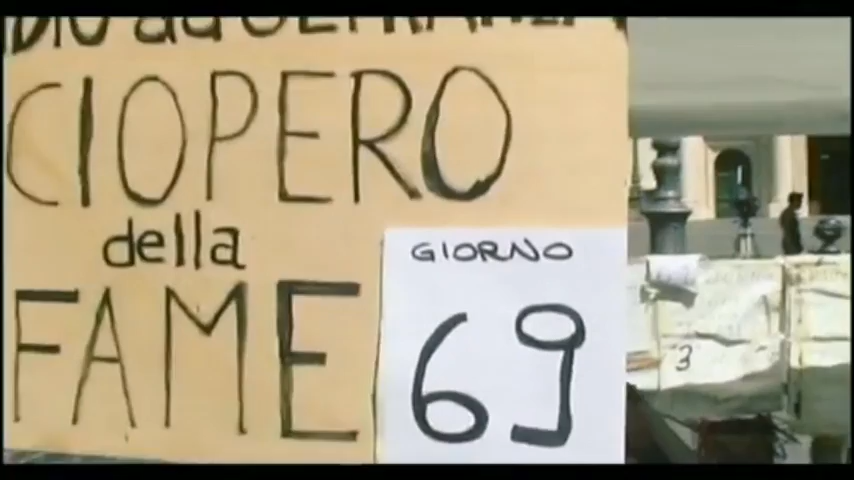 CIOPERO
della
FAME
GIORNO
69
3